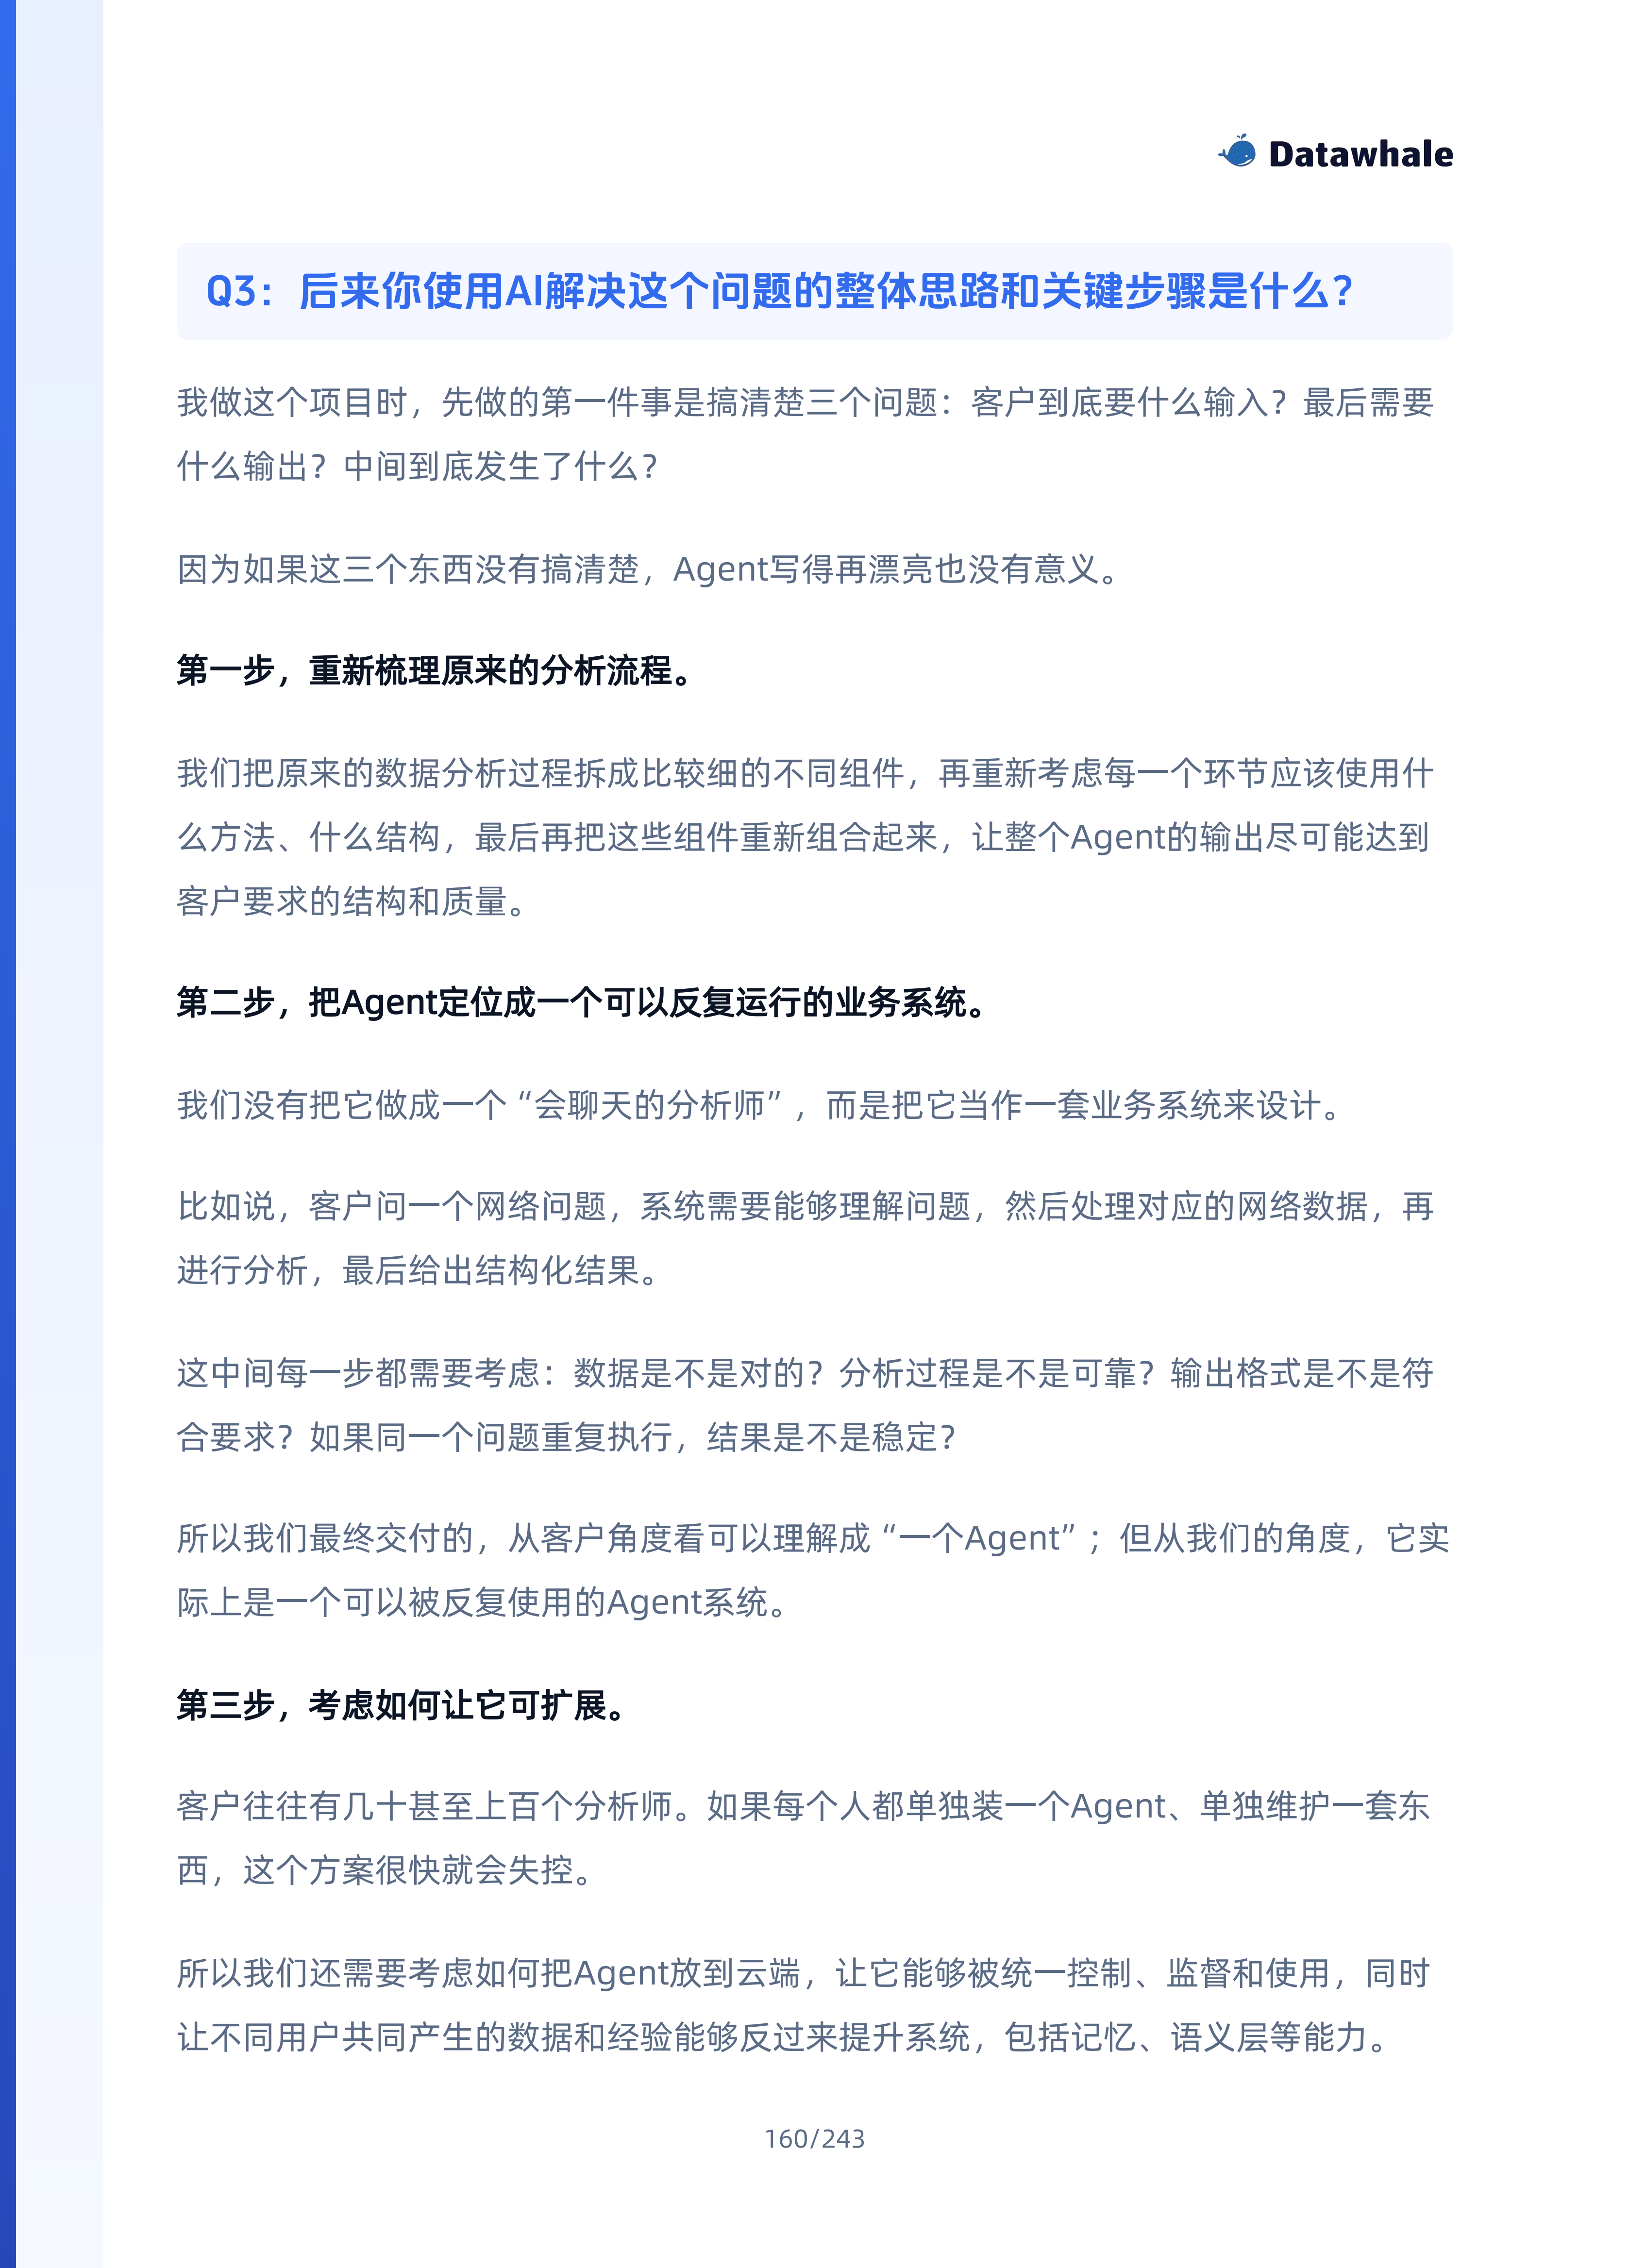 Datawhale
Q3：后来你使用AI解决这个问题的整体思路和关键步骤是什么？
我做这个项目时，先做的第一件事是搞清楚三个问题：客户到底要什么输入？最后需要
什么输出？中间到底发生了什么？
因为如果这三个东西没有搞清楚，Agent写得再漂亮也没有意义。
第一步，重新梳理原来的分析流程。
我们把原来的数据分析过程拆成比较细的不同组件，再重新考虑每一个环节应该使用什
么方法、什么结构，最后再把这些组件重新组合起来，让整个Agent的输出尽可能达到
客户要求的结构和质量。
第二步，把Agent定位成一个可以反复运行的业务系统。
我们没有把它做成一个“会聊天的分析师”，而是把它当作一套业务系统来设计。
比如说，客户问一个网络问题，系统需要能够理解问题，然后处理对应的网络数据，再
进行分析，最后给出结构化结果。
这中间每一步都需要考虑：数据是不是对的？分析过程是不是可靠？输出格式是不是符
合要求？如果同一个问题重复执行，结果是不是稳定？
所以我们最终交付的，从客户角度看可以理解成“一个Agent”；但从我们的角度，它实
际上是一个可以被反复使用的Agent系统。
第三步，考虑如何让它可扩展。
客户往往有几十甚至上百个分析师。如果每个人都单独装一个Agent、单独维护一套东
西，这个方案很快就会失控。
所以我们还需要考虑如何把Agent放到云端，让它能够被统一控制、监督和使用，同时
让不同用户共同产生的数据和经验能够反过来提升系统，包括记忆、语义层等能力。
160/243